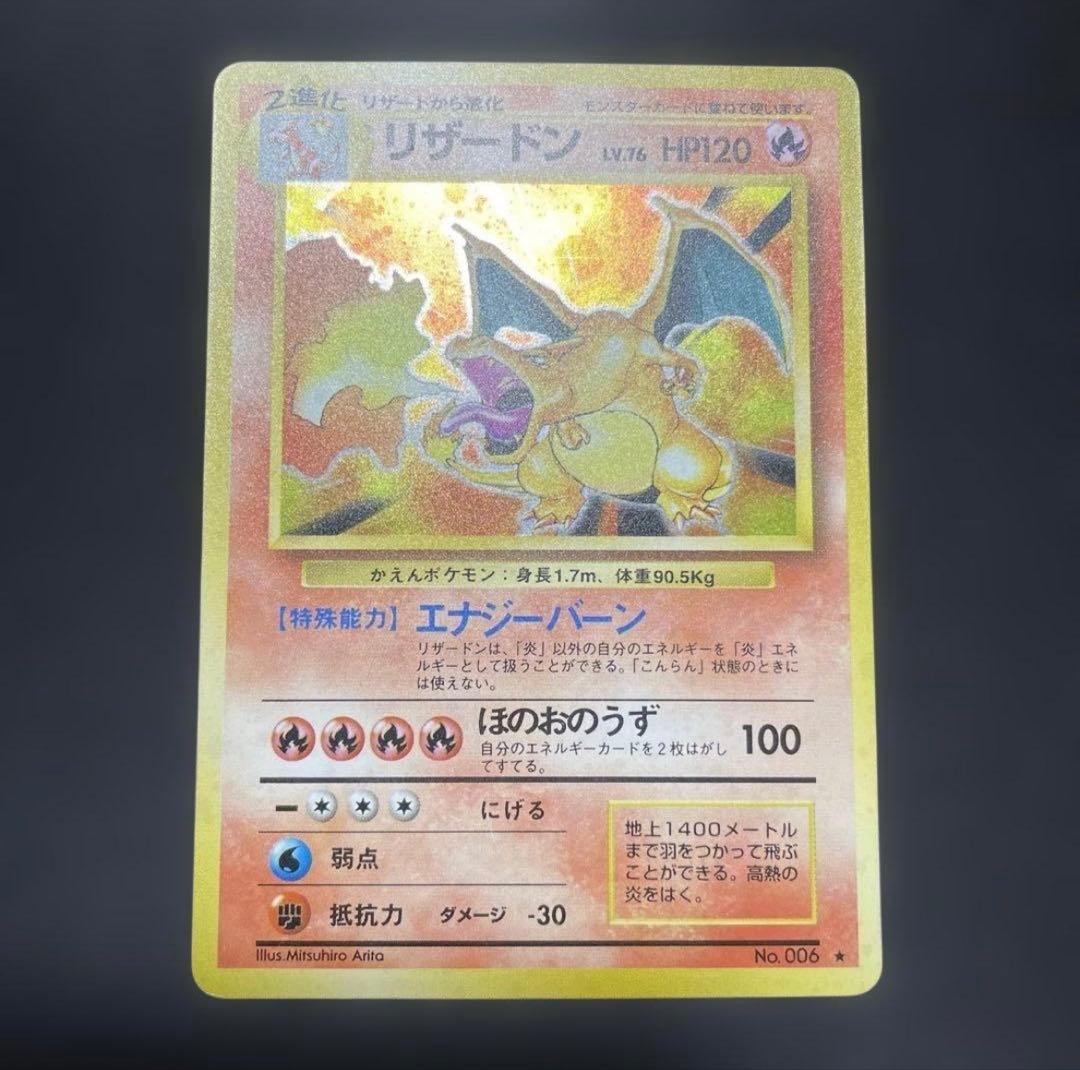 2進化 リザードから進化 モンスターカードに重ねて使います。
リザードン LV.76 HP120
かえんポケモン：身長1.7m、体重90.5Kg
【特殊能力】 エナジーバーン
リザードンは、「炎」以外の自分のエネルギーを「炎」エネ
ルギーとして扱うことができる。「こんらん」状態のときに
は使えない。
ほのおのうず 100
自分のエネルギーカードを2枚はがし
てすてる。
にげる
弱点
抵抗力 ダメージ -30
地上1400メートル
まで羽をつかって飛ぶ
ことができる。高熱の
炎をはく。
Illus.Mitsuhiro Arita No. 006 ★